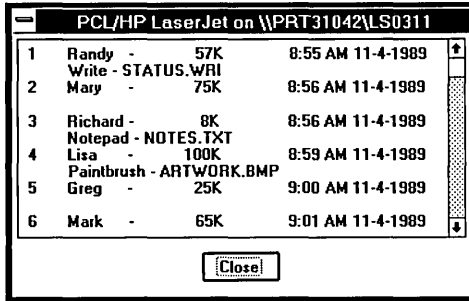 PCL/HP LaserJet on \\PRT31042\LS0311
1 Randy - 57K 8:55 AM 11-4-1989
Write - STATUS.WRI
2 Mary - 75K 8:56 AM 11-4-1989
3 Richard - 8K 8:56 AM 11-4-1989
Notepad - NOTES.TXT
4 Lisa - 100K 8:59 AM 11-4-1989
Paintbrush - ARTWORK.BMP
5 Greg - 25K 9:00 AM 11-4-1989
6 Mark - 65K 9:01 AM 11-4-1989
Close